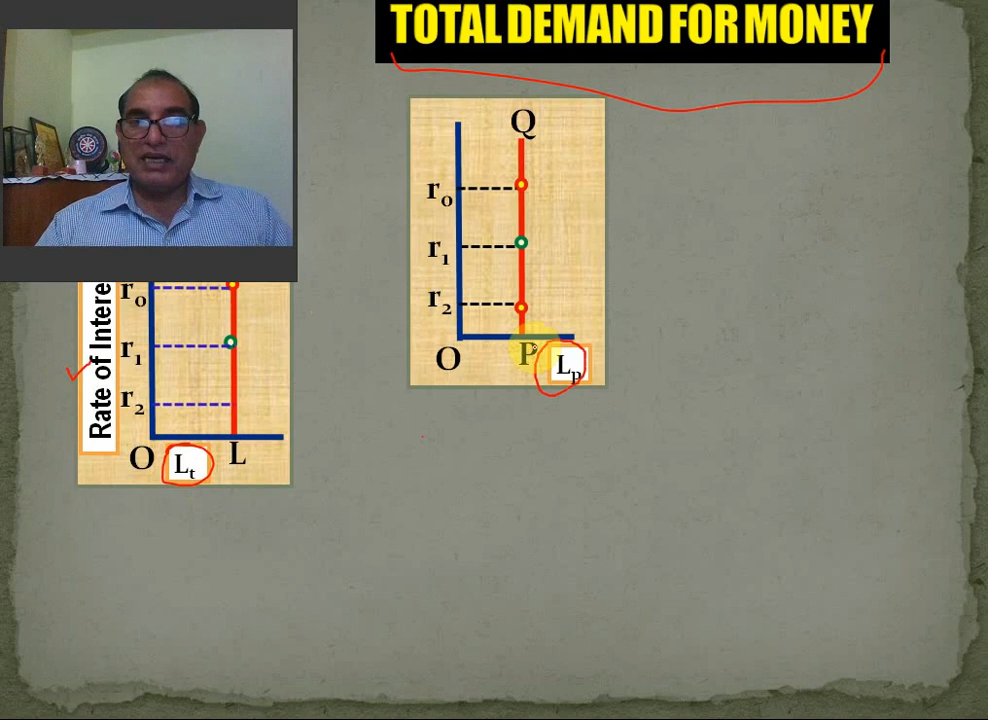 TOTAL DEMAND FOR MONEY
Q
r0
r1
r2
O
P
Lp
Rate of Intere
r0
r1
r2
O
Lt
L